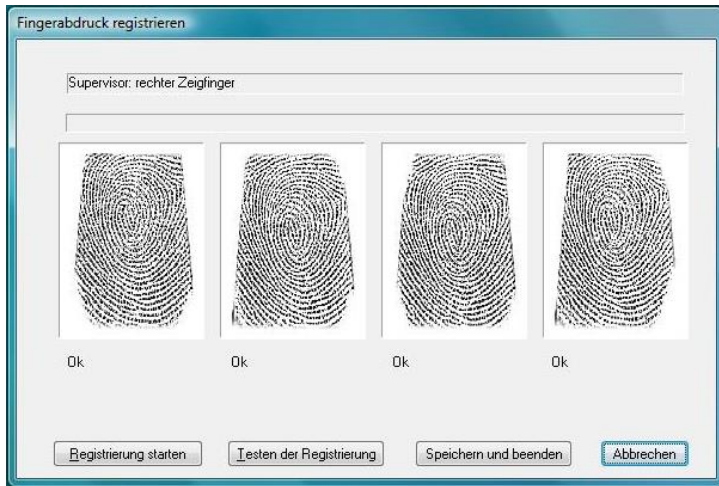 Fingerabdruck registrieren
Supervisor: rechter Zeigfinger
Ok Ok Ok Ok
Registrierung starten Testen der Registrierung Speichern und beenden Abbrechen